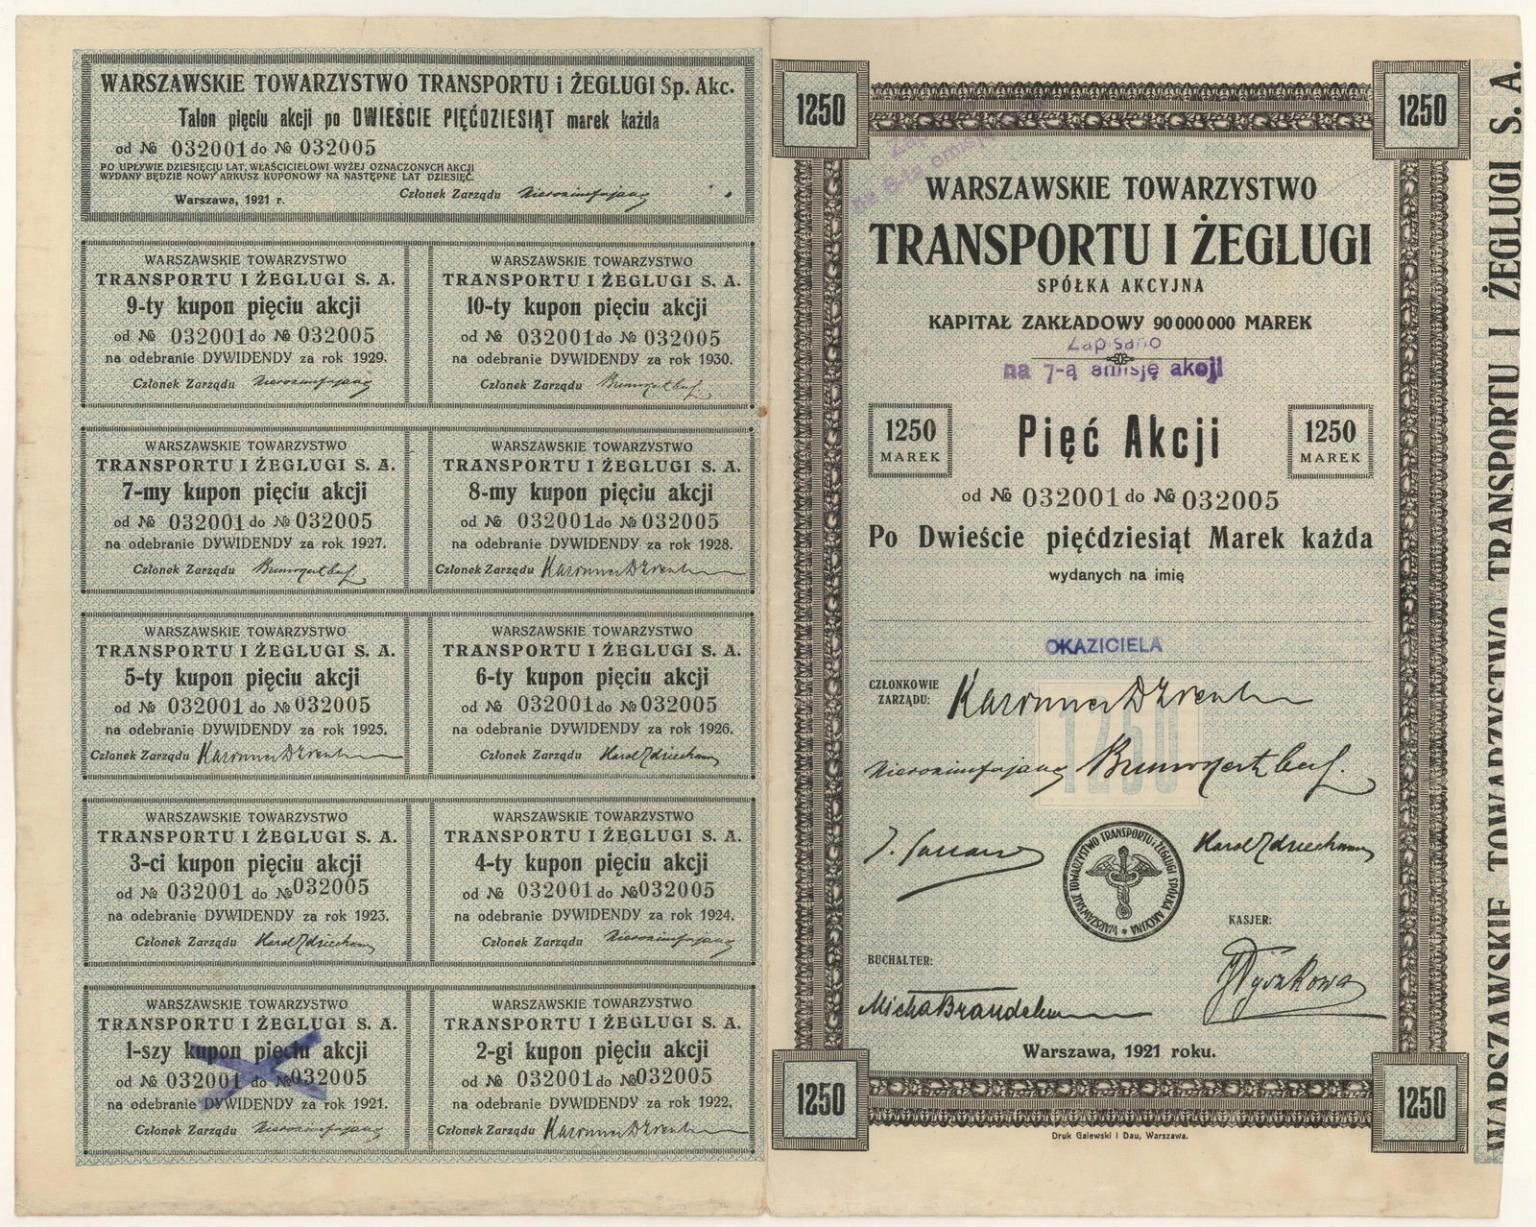 WARSZAWSKIE TOWARZYSTWO TRANSPORTU i ŻEGLUGI Sp. Akc.
Talon pięciu akcji po DWIEŚCIE PIĘĆDZIESIĄT marek każda
od № 032001 do № 032005
PO UPŁYWIE DZIESIĘCIU LAT, WŁAŚCICIELOWI WYŻEJ OZNACZONYCH AKCJI
WYDANY BĘDZIE NOWY ARKUSZ KUPONOWY NA NASTĘPNE LAT DZIESIĘĆ.
Warszawa, 1921 r.
Członek Zarządu
WARSZAWSKIE TOWARZYSTWO
TRANSPORTU I ŻEGLUGI S. A.
9-ty kupon pięciu akcji
od № 032001 do № 032005
na odebranie DYWIDENDY za rok 1929.
Członek Zarządu
WARSZAWSKIE TOWARZYSTWO
TRANSPORTU I ŻEGLUGI S. A.
10-ty kupon pięciu akcji
od № 032001 do № 032005
na odebranie DYWIDENDY za rok 1930.
Członek Zarządu
WARSZAWSKIE TOWARZYSTWO
TRANSPORTU I ŻEGLUGI S. A.
7-my kupon pięciu akcji
od № 032001 do № 032005
na odebranie DYWIDENDY za rok 1927.
Członek Zarządu
WARSZAWSKIE TOWARZYSTWO
TRANSPORTU I ŻEGLUGI S. A.
8-my kupon pięciu akcji
od № 032001 do № 032005
na odebranie DYWIDENDY za rok 1928.
Członek Zarządu
WARSZAWSKIE TOWARZYSTWO
TRANSPORTU I ŻEGLUGI S. A.
5-ty kupon pięciu akcji
od № 032001 do № 032005
na odebranie DYWIDENDY za rok 1925.
Członek Zarządu
WARSZAWSKIE TOWARZYSTWO
TRANSPORTU I ŻEGLUGI S. A.
6-ty kupon pięciu akcji
od № 032001 do № 032005
na odebranie DYWIDENDY za rok 1926.
Członek Zarządu
WARSZAWSKIE TOWARZYSTWO
TRANSPORTU I ŻEGLUGI S. A.
3-ci kupon pięciu akcji
od № 032001 do № 032005
na odebranie DYWIDENDY za rok 1923.
Członek Zarządu
WARSZAWSKIE TOWARZYSTWO
TRANSPORTU I ŻEGLUGI S. A.
4-ty kupon pięciu akcji
od № 032001 do № 032005
na odebranie DYWIDENDY za rok 1924.
Członek Zarządu
WARSZAWSKIE TOWARZYSTWO
TRANSPORTU I ŻEGLUGI S. A.
1-szy kupon pięciu akcji
od № 032001 do № 032005
na odebranie DYWIDENDY za rok 1921.
Członek Zarządu
WARSZAWSKIE TOWARZYSTWO
TRANSPORTU I ŻEGLUGI S. A.
2-gi kupon pięciu akcji
od № 032001 do № 032005
na odebranie DYWIDENDY za rok 1922.
Członek Zarządu
1250
1250
WARSZAWSKIE TOWARZYSTWO
TRANSPORTU I ŻEGLUGI
SPÓŁKA AKCYJNA
KAPITAŁ ZAKŁADOWY 90 000 000 MAREK
Zapisano
na 7-ą emisję akcji
1250 MAREK
Pięć Akcji
1250 MAREK
od № 032001 do № 032005
Po Dwieście pięćdziesiąt Marek każda
wydanych na imię
OKAZICIELA
CZŁONKOWIE
ZARZĄDU:
1250
WARSZAWSKIE TOWARZYSTWO TRANSPORTU i ŻEGLUGI SPÓŁKA AKCYJNA
KASJER:
BUCHALTER:
Warszawa, 1921 roku.
1250
1250
Druk Galewski i Dau, Warszawa.
WARSZAWSKIE TOWARZYSTWO TRANSPORTU I ŻEGLUGI S. A.